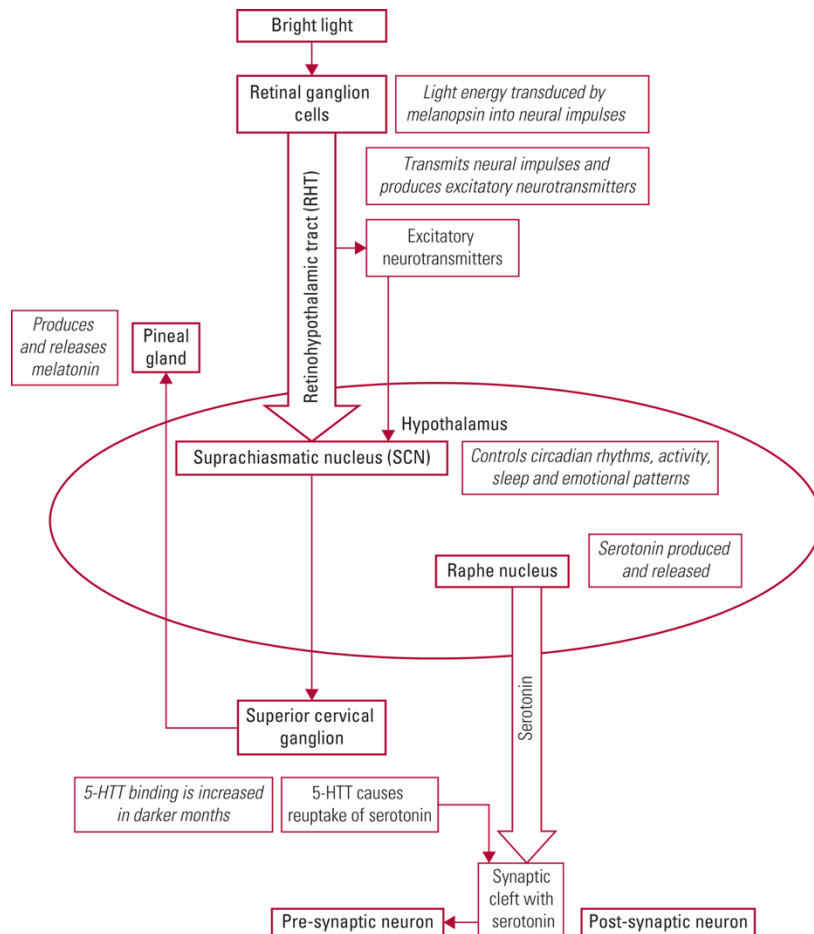 Bright light
Retinal ganglion
cells
Light energy transduced by
melanopsin into neural impulses
Transmits neural impulses and
produces excitatory neurotransmitters
Retinohypothalamic tract (RHT)
Excitatory
neurotransmitters
Produces
and releases
melatonin
Pineal
gland
Hypothalamus
Suprachiasmatic nucleus (SCN)
Controls circadian rhythms, activity,
sleep and emotional patterns
Raphe nucleus
Serotonin produced
and released
Serotonin
Superior cervical
ganglion
5-HTT binding is increased
in darker months
5-HTT causes
reuptake of serotonin
Synaptic
cleft with
serotonin
Pre-synaptic neuron
Post-synaptic neuron